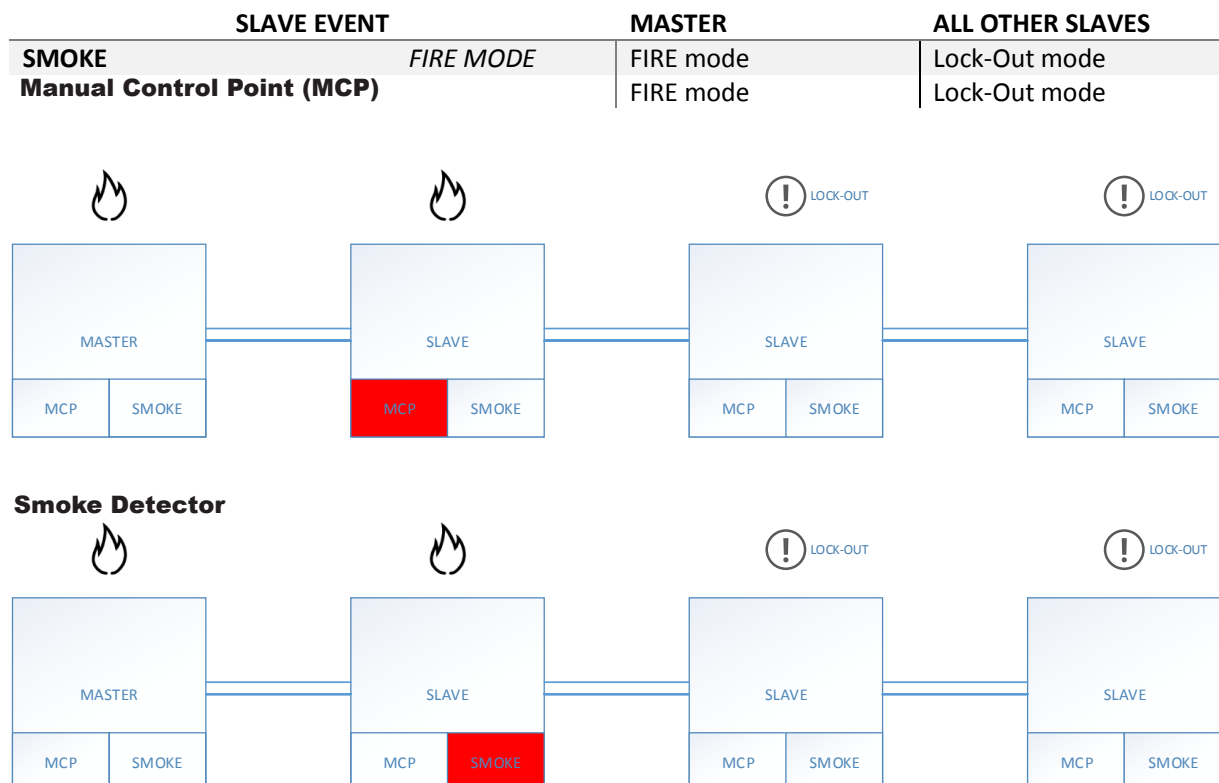 SLAVE EVENT MASTER ALL OTHER SLAVES
SMOKE FIRE MODE FIRE mode Lock-Out mode
Manual Control Point (MCP) FIRE mode Lock-Out mode
LOCK-OUT LOCK-OUT
MASTER SLAVE SLAVE SLAVE
MCP SMOKE MCP SMOKE MCP SMOKE MCP SMOKE
Smoke Detector
LOCK-OUT LOCK-OUT
MASTER SLAVE SLAVE SLAVE
MCP SMOKE MCP SMOKE MCP SMOKE MCP SMOKE